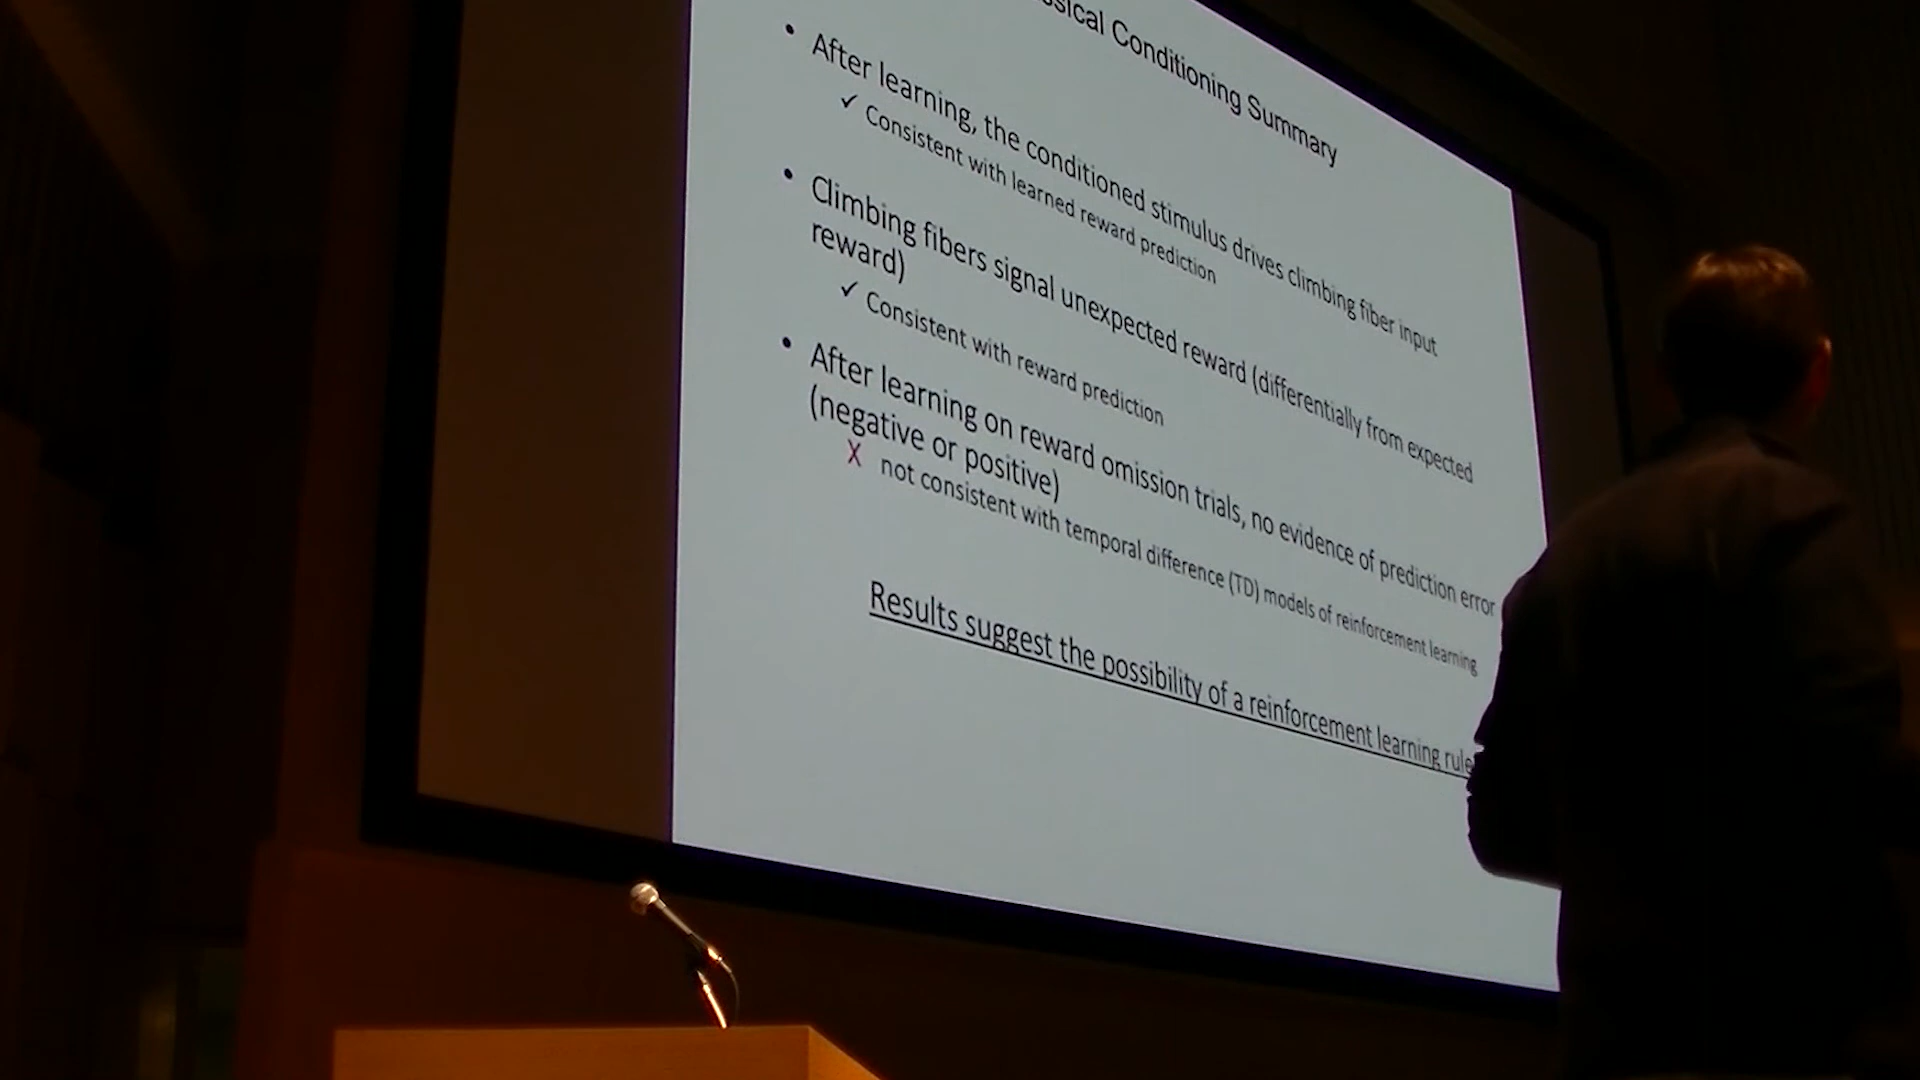 Conditioning Summary
• After learning, the conditioned stimulus drives climbing fiber input
✓ Consistent with learned reward prediction
• Climbing fibers signal unexpected reward (differentially from expected
reward)
✓ Consistent with reward prediction
• After learning on reward omission trials, no evidence of prediction error
(negative or positive)
X not consistent with temporal difference (TD) models of reinforcement learning
Results suggest the possibility of a reinforcement learning rule